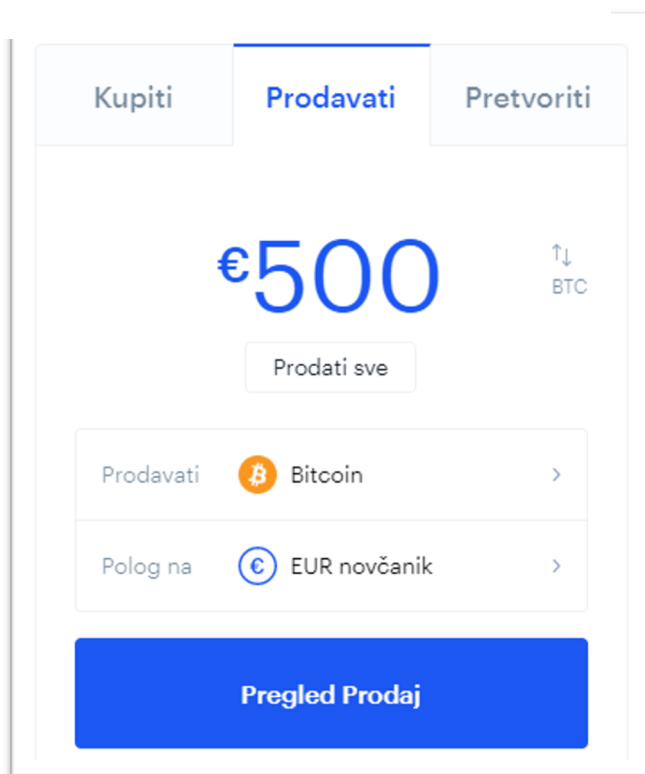 Kupiti Prodavati Pretvoriti
€500
BTC
Prodati sve
Prodavati Bitcoin
Polog na € EUR novčanik
Pregled Prodaj